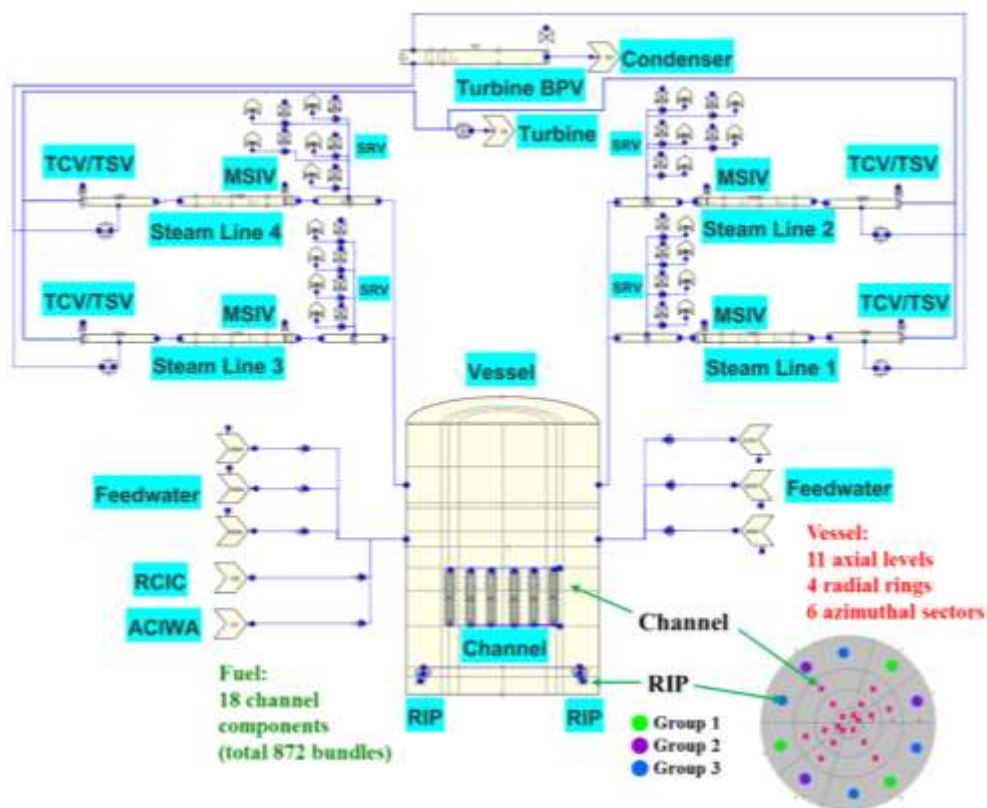 Condenser
Turbine BPV
Turbine
TCV/TSV
MSIV
SRV
SRV
MSIV
TCV/TSV
Steam Line 4
Steam Line 2
TCV/TSV
MSIV
SRV
SRV
MSIV
TCV/TSV
Steam Line 3
Steam Line 1
Vessel
Feedwater
Feedwater
RCIC
ACIWA
Vessel:
11 axial levels
4 radial rings
6 azimuthal sectors
Channel
Channel
Fuel:
18 channel
components
(total 872 bundles)
RIP
RIP
RIP
Group 1
Group 2
Group 3